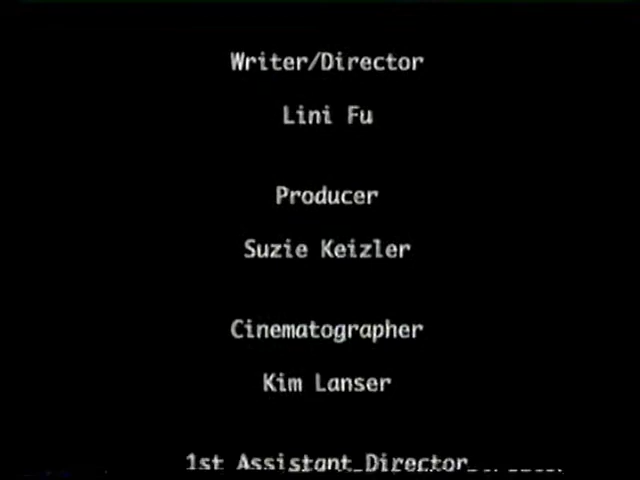 Writer/Director
Lini Fu
Producer
Suzie Keizler
Cinematographer
Kim Lanser
1st Assistant Director